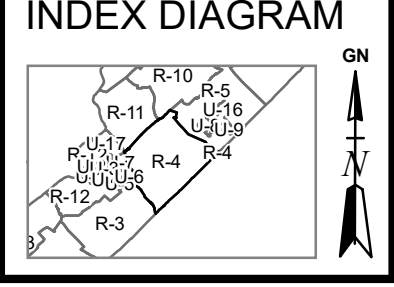 INDEX DIAGRAM
GN
R-10
R-5
R-11
U-16
U-9
U-17
R-4
R-4
U-6
R-12
R-3
N